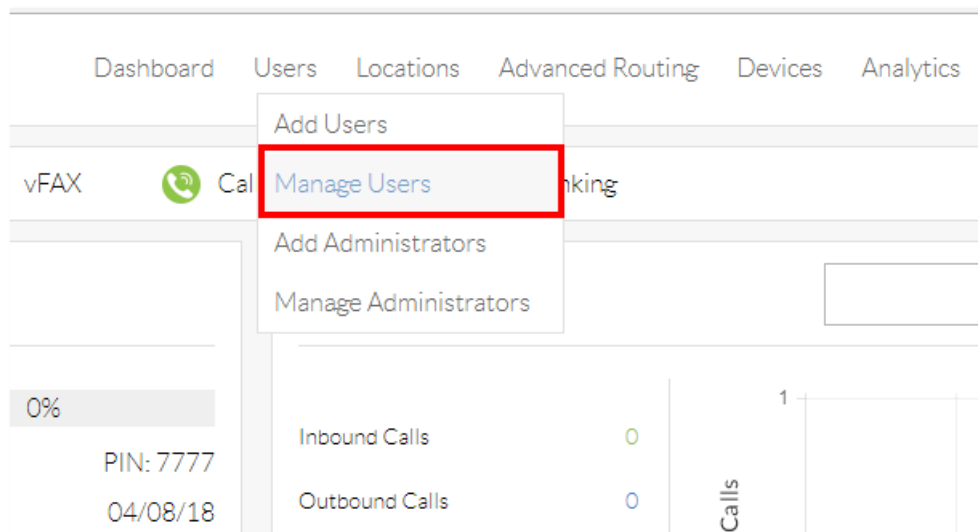 Dashboard Users Locations Advanced Routing Devices Analytics
Add Users
vFAX Cal Manage Users nking
Add Administrators
Manage Administrators
0%
PIN: 7777
04/08/18
Inbound Calls 0
Outbound Calls 0
1
Calls